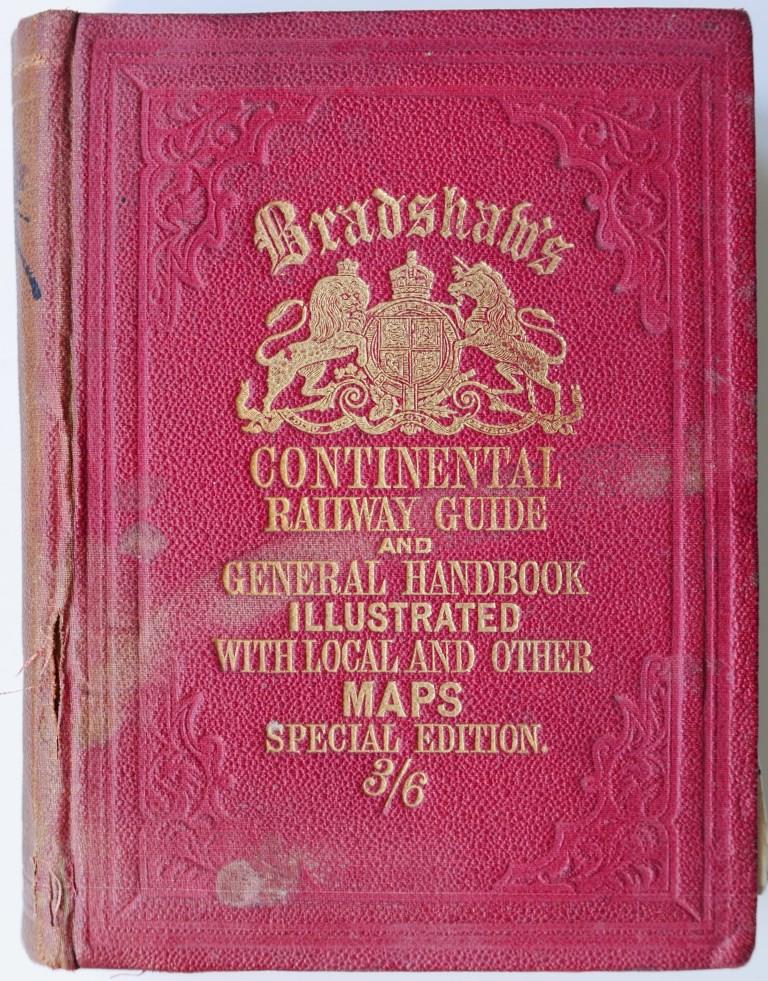 Bradshaw's
CONTINENTAL
RAILWAY GUIDE
AND
GENERAL HANDBOOK
ILLUSTRATED
WITH LOCAL AND OTHER
MAPS
SPECIAL EDITION.
3/6